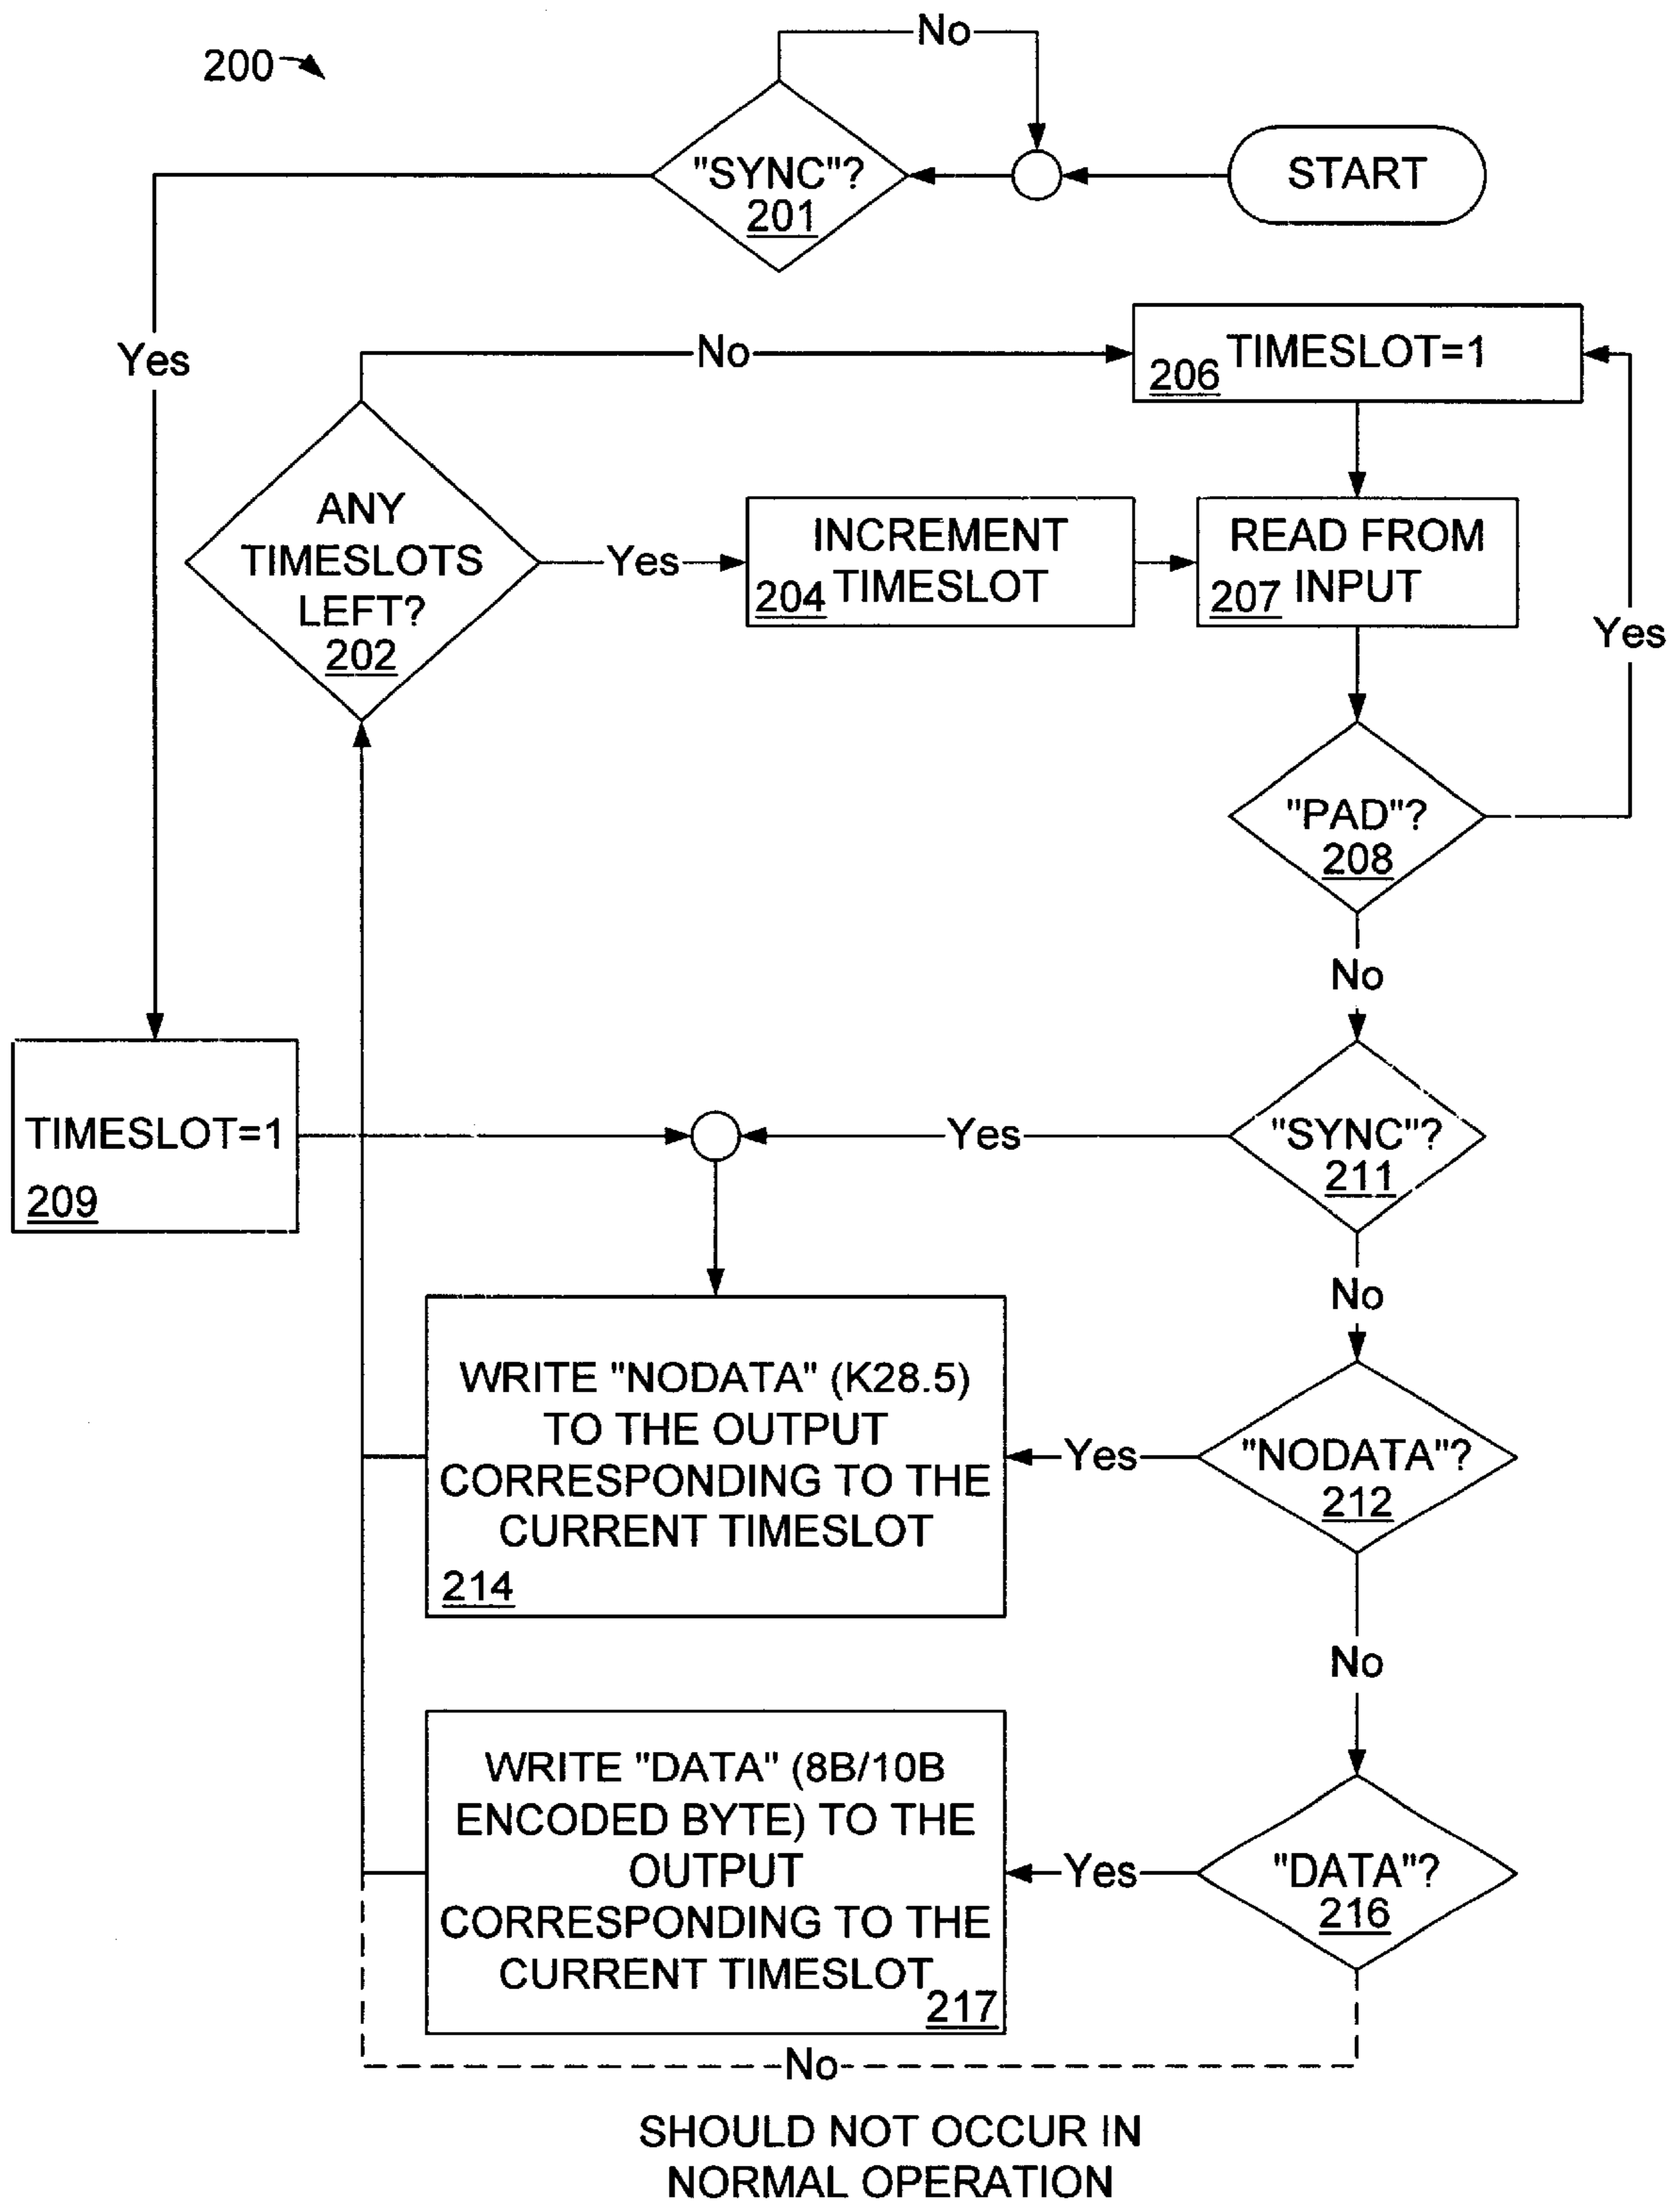 No
200
"SYNC"?
201
START
Yes
No
TIMESLOT=1
206
ANY
TIMESLOTS
LEFT?
202
Yes
INCREMENT
TIMESLOT
204
READ FROM
INPUT
207
Yes
"PAD"?
208
No
TIMESLOT=1
209
Yes
"SYNC"?
211
No
WRITE "NODATA" (K28.5)
TO THE OUTPUT
CORRESPONDING TO THE
CURRENT TIMESLOT
214
Yes
"NODATA"?
212
No
WRITE "DATA" (8B/10B
ENCODED BYTE) TO THE
OUTPUT
CORRESPONDING TO THE
CURRENT TIMESLOT
217
Yes
"DATA"?
216
No
SHOULD NOT OCCUR IN
NORMAL OPERATION